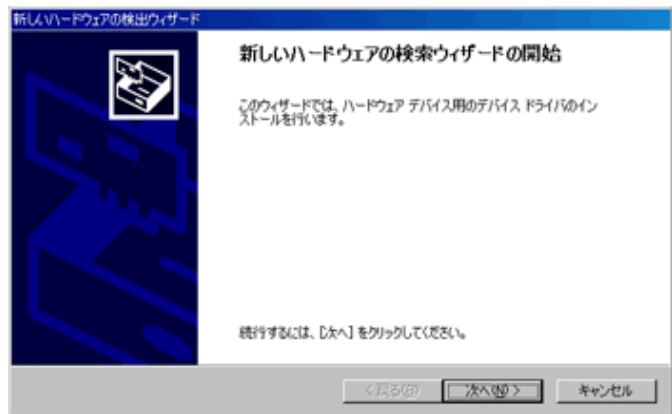 新しいハードウェアの検出ウィザード
新しいハードウェアの検索ウィザードの開始
このウィザードでは、ハードウェア デバイス用のデバイス ドライバのイン
ストールを行います。
続行するには、[次へ] をクリックしてください。
< 戻る(B)
次へ(N) >
キャンセル